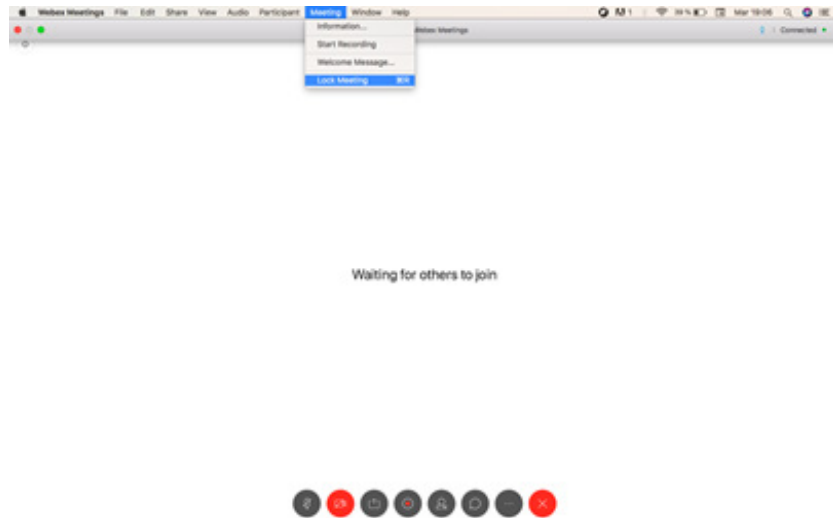 Webex Meetings File Edit Share View Audio Participant Meeting Window Help Mar 19:06
Webex Meetings Connected
Information...
Start Recording
Welcome Message...
Lock Meeting
Waiting for others to join